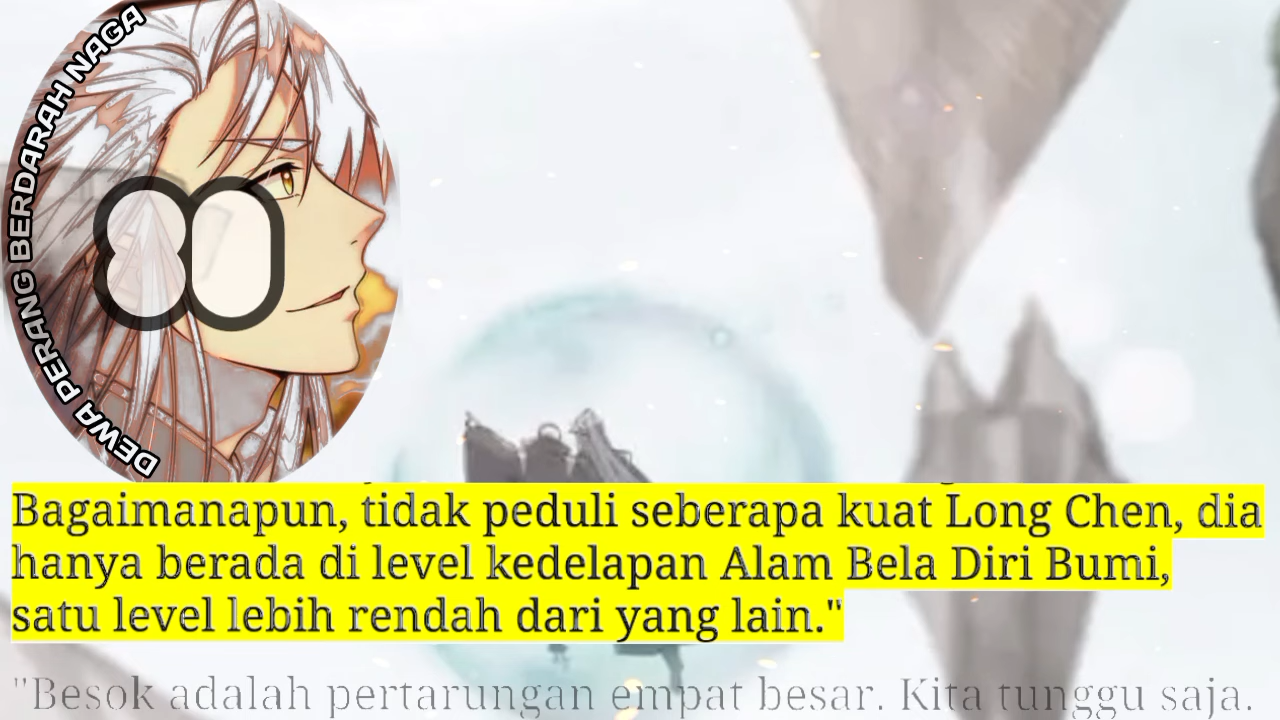 DEWA PERANG BERDARAH NAGA
80
Bagaimanapun, tidak peduli seberapa kuat Long Chen, dia
hanya berada di level kedelapan Alam Bela Diri Bumi,
satu level lebih rendah dari yang lain."
"Besok adalah pertarungan empat besar. Kita tunggu saja.